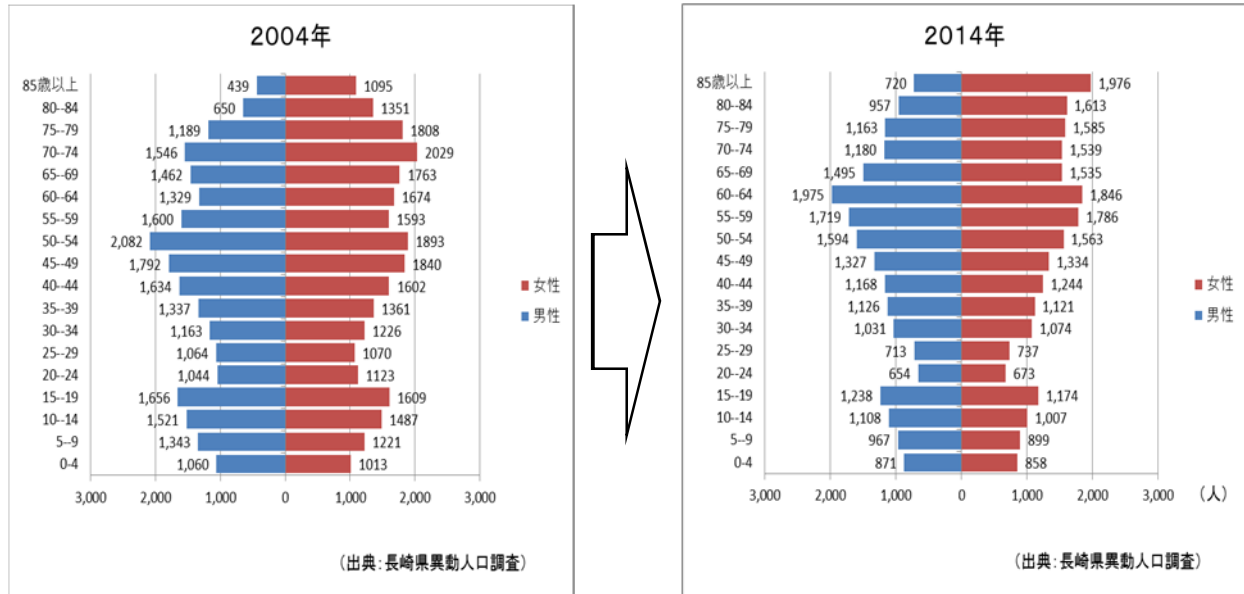 2004年
85歳以上 439 1095
80--84 650 1351
75--79 1,189 1808
70--74 1,546 2029
65--69 1,462 1763
60--64 1,329 1674
55--59 1,600 1593
50--54 2,082 1893
45--49 1,792 1840
40--44 1,634 1602
35--39 1,337 1361
30--34 1,163 1226
25--29 1,064 1070
20--24 1,044 1123
15--19 1,656 1609
10--14 1,521 1487
5--9 1,343 1221
0-4 1,060 1013
3,000 2,000 1,000 0 1,000 2,000 3,000
女性
男性
(出典:長崎県異動人口調査)
2014年
85歳以上 720 1,976
80--84 957 1,613
75--79 1,163 1,585
70--74 1,180 1,539
65--69 1,495 1,535
60--64 1,975 1,846
55--59 1,719 1,786
50--54 1,594 1,563
45--49 1,327 1,334
40--44 1,168 1,244
35--39 1,126 1,121
30--34 1,031 1,074
25--29 713 737
20--24 654 673
15--19 1,238 1,174
10--14 1,108 1,007
5--9 967 899
0-4 871 858
3,000 2,000 1,000 0 1,000 2,000 3,000 (人)
女性
男性
(出典:長崎県異動人口調査)